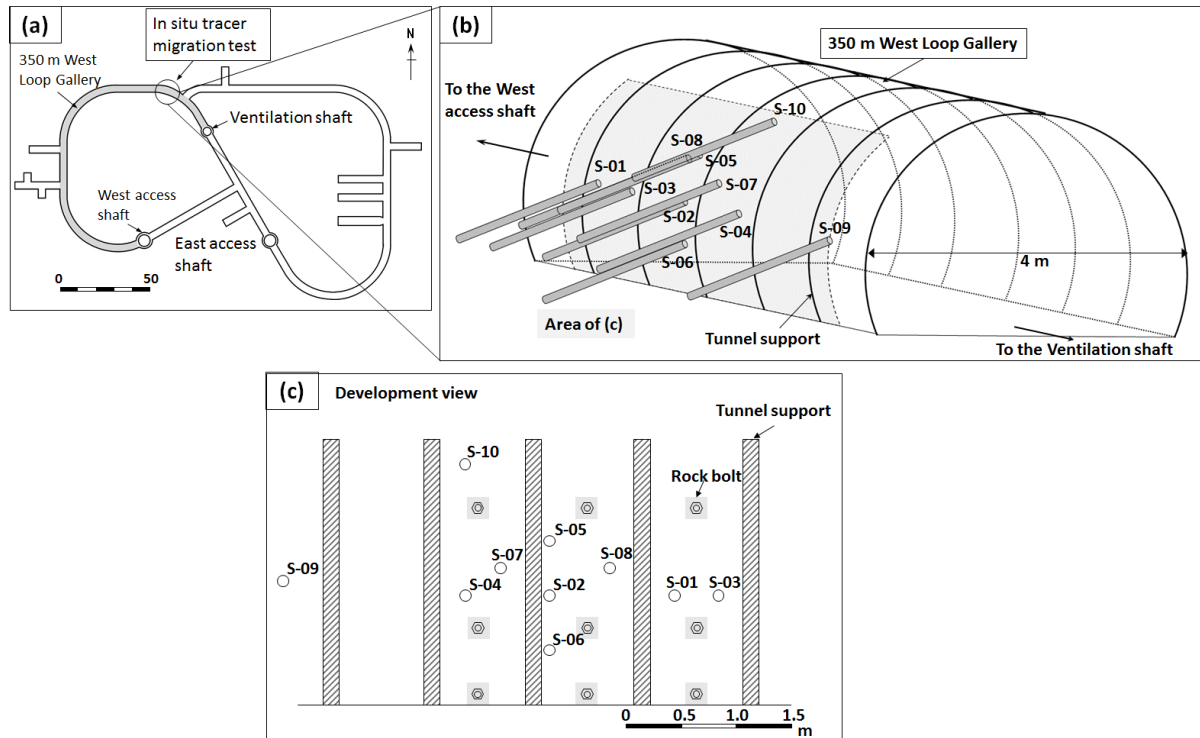 (a)
In situ tracer
migration test
350 m West
Loop Gallery
N
Ventilation shaft
West access
shaft
East access
shaft
0 50
(b)
350 m West Loop Gallery
To the West
access shaft
S-10
S-08
S-01
S-05
S-03
S-07
S-02
S-04
S-09
S-06
4 m
Area of (c)
Tunnel support
To the Ventilation shaft
(c)
Development view
Tunnel support
S-10
Rock bolt
S-05
S-07
S-08
S-09
S-04
S-02
S-01
S-03
S-06
0 0.5 1.0 1.5
m